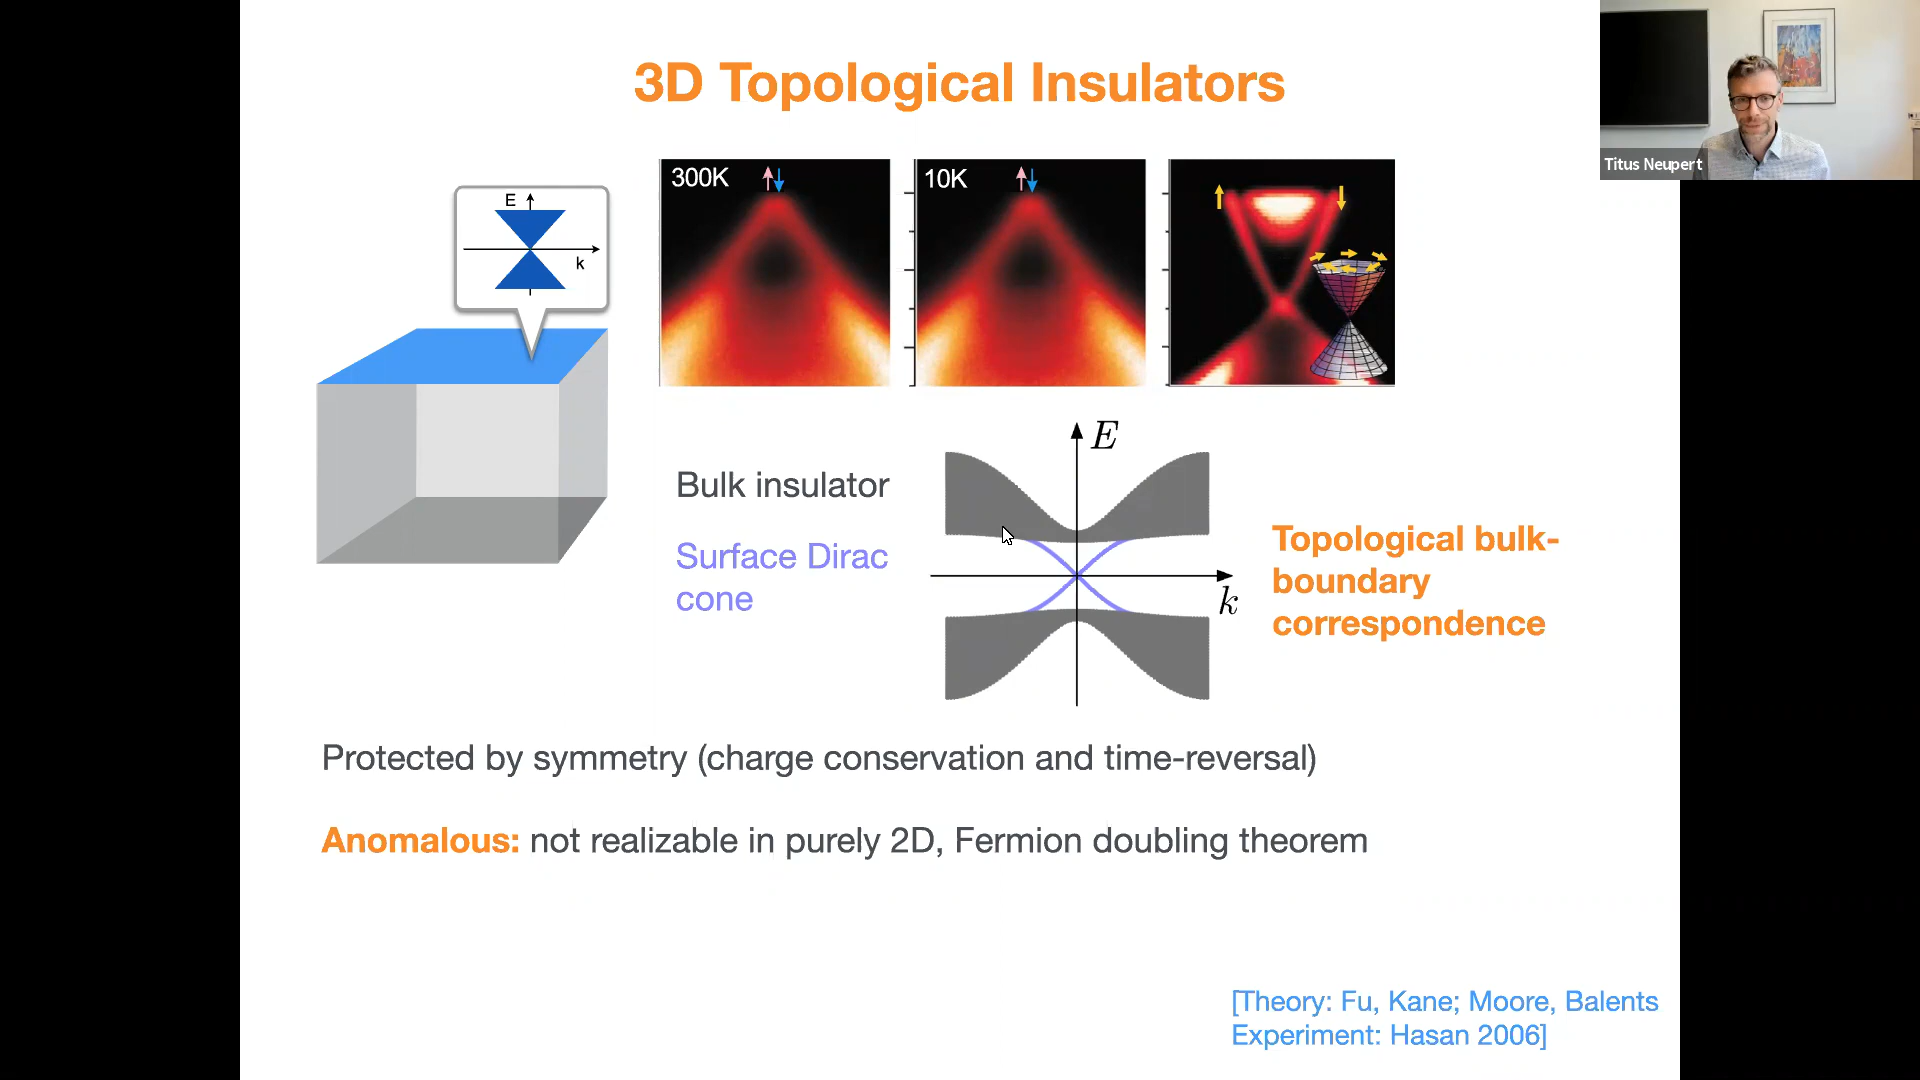 3D Topological Insulators
Titus Neupert
300K
10K
E
k
E
Bulk insulator
Surface Dirac
cone
k
Topological bulk-
boundary
correspondence
Protected by symmetry (charge conservation and time-reversal)
Anomalous: not realizable in purely 2D, Fermion doubling theorem
[Theory: Fu, Kane; Moore, Balents
Experiment: Hasan 2006]